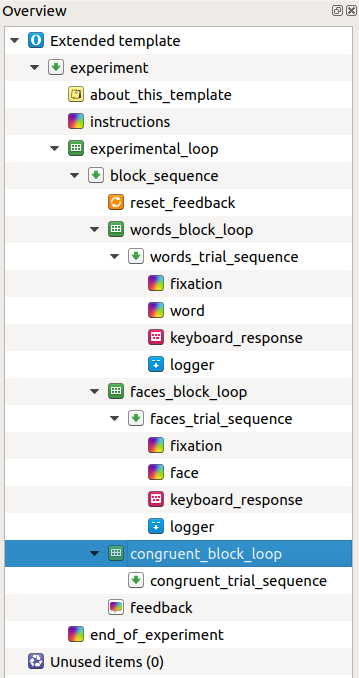 Overview
Extended template
experiment
about_this_template
instructions
experimental_loop
block_sequence
reset_feedback
words_block_loop
words_trial_sequence
fixation
word
keyboard_response
logger
faces_block_loop
faces_trial_sequence
fixation
face
keyboard_response
logger
congruent_block_loop
congruent_trial_sequence
feedback
end_of_experiment
Unused items (0)